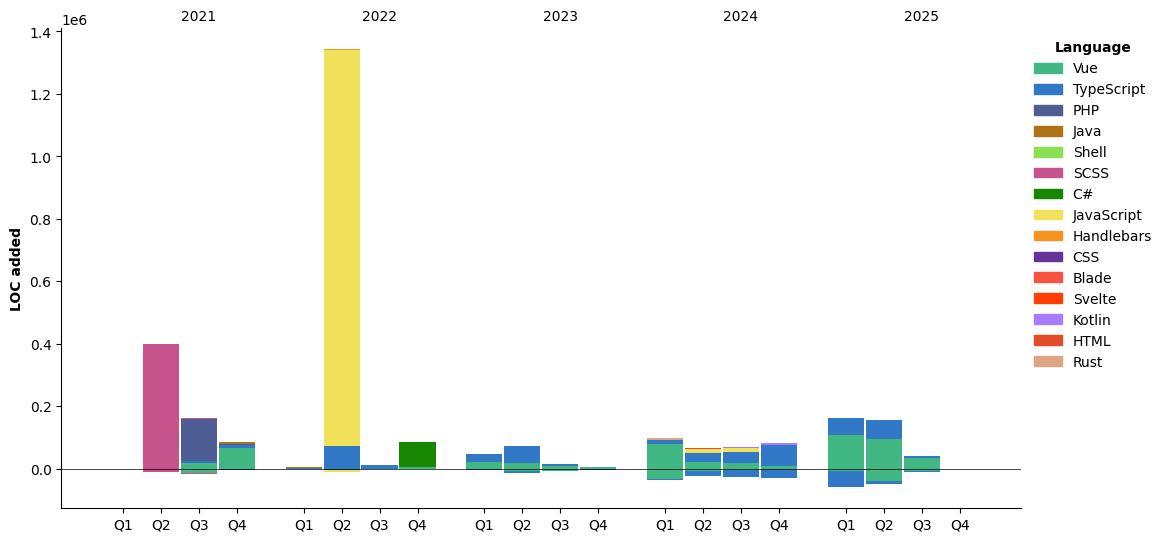 2021 2022 2023 2024 2025
1e6
1.4
1.2
1.0
0.8
0.6
0.4
0.2
0.0
LOC added
Q1 Q2 Q3 Q4 Q1 Q2 Q3 Q4 Q1 Q2 Q3 Q4 Q1 Q2 Q3 Q4 Q1 Q2 Q3 Q4
Language
Vue
TypeScript
PHP
Java
Shell
SCSS
C#
JavaScript
Handlebars
CSS
Blade
Svelte
Kotlin
HTML
Rust